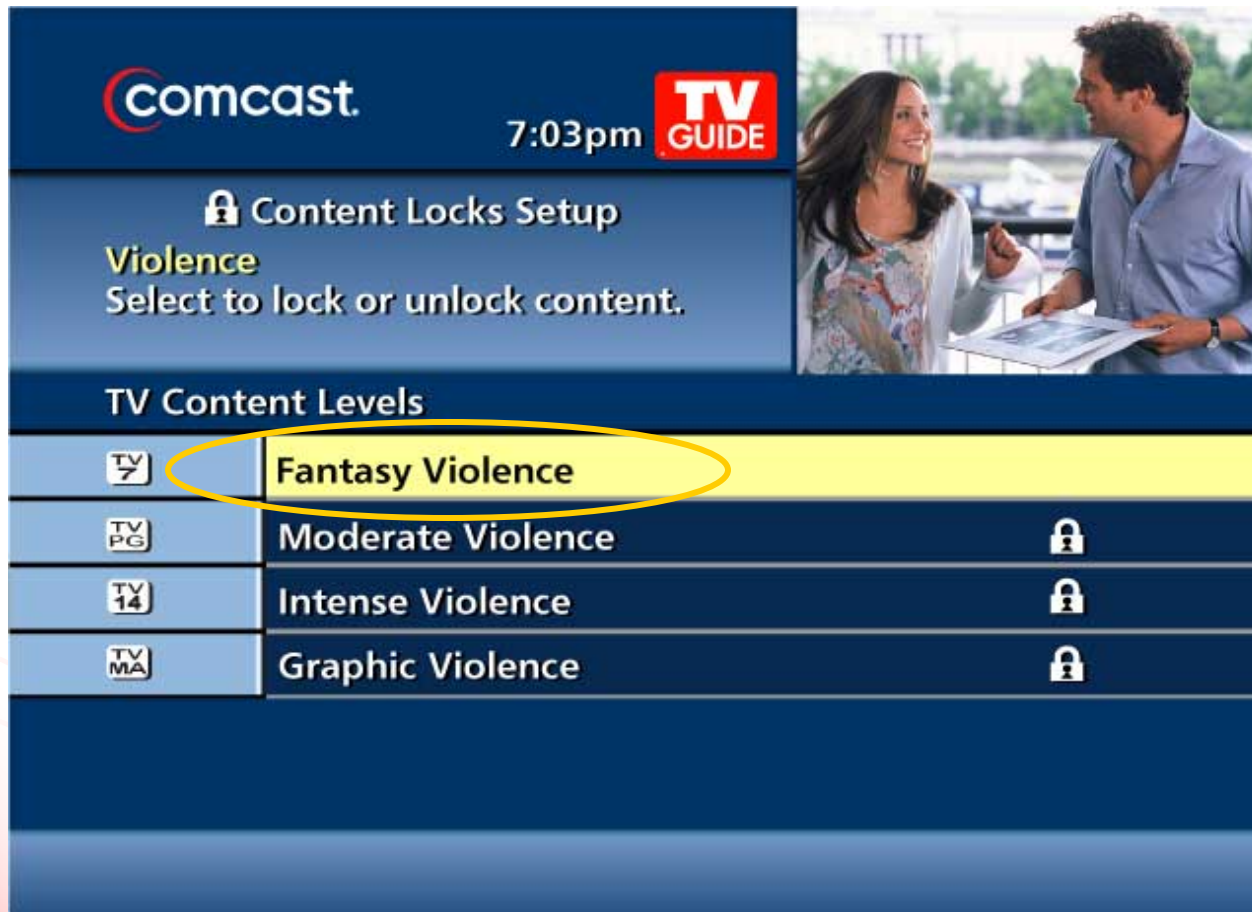 comcast.
7:03pm
TV
GUIDE
Content Locks Setup
Violence
Select to lock or unlock content.
TV Content Levels
TV
7
Fantasy Violence
TV
PG
Moderate Violence
TV
14
Intense Violence
TV
MA
Graphic Violence